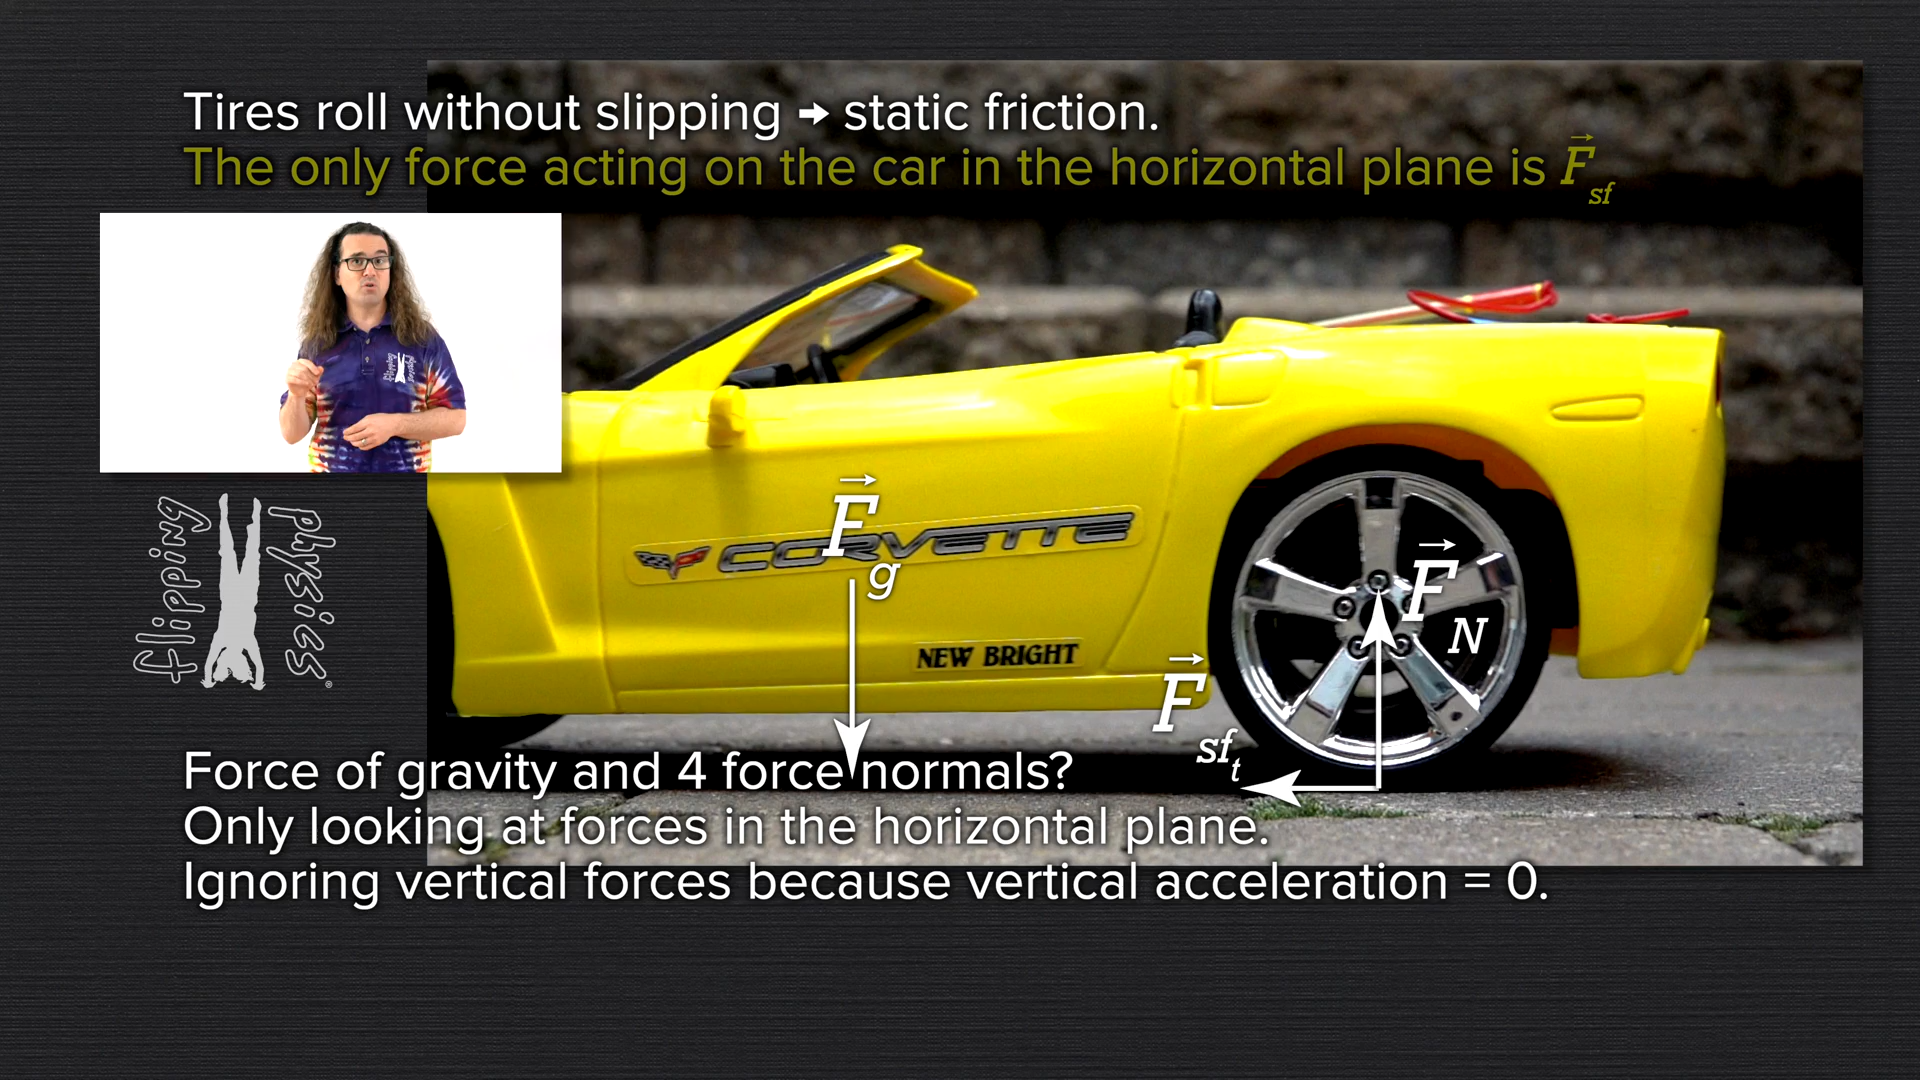 Tires roll without slipping → static friction.
The only force acting on the car in the horizontal plane is F⃗sf
flipping physics
CORVETTE
F⃗g
NEW BRIGHT
F⃗N
F⃗sft
Force of gravity and 4 force normals?
Only looking at forces in the horizontal plane.
Ignoring vertical forces because vertical acceleration = 0.